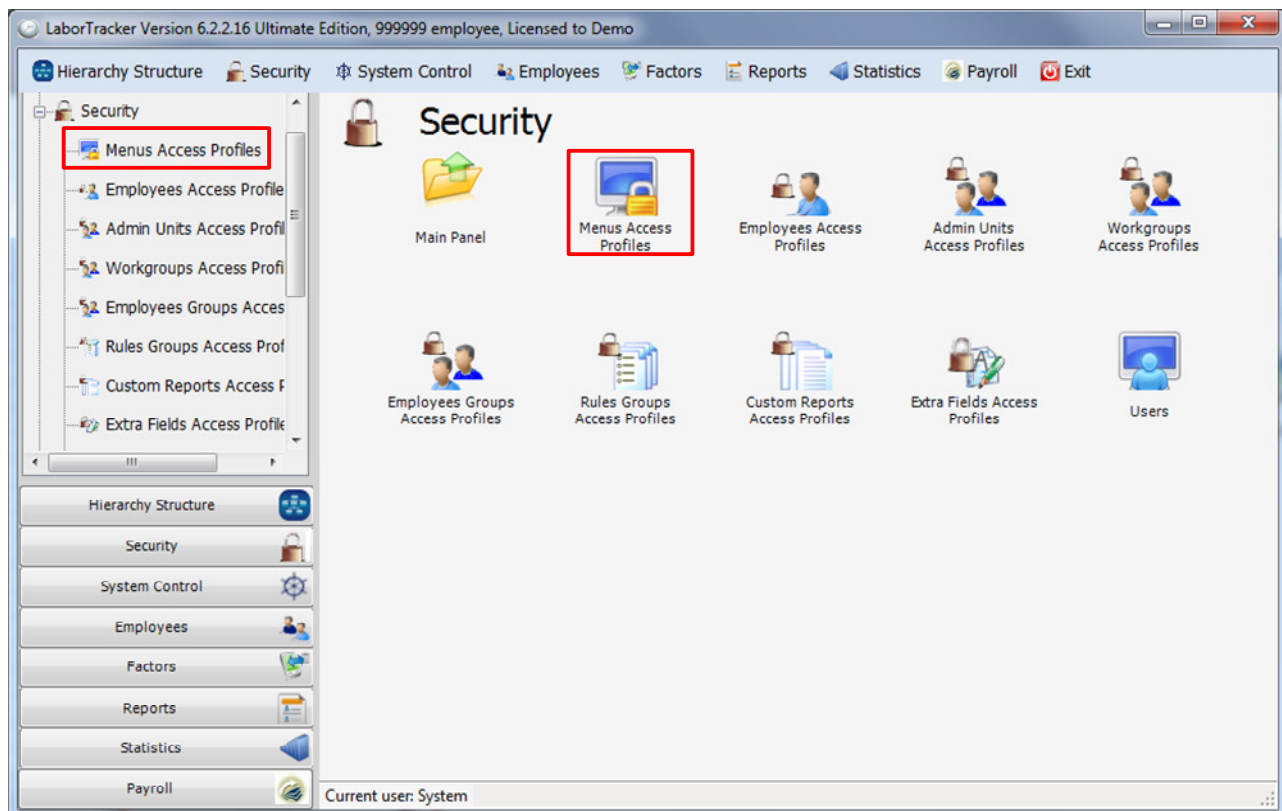 LaborTracker Version 6.2.2.16 Ultimate Edition, 999999 employee, Licensed to Demo
Hierarchy Structure Security System Control Employees Factors Reports Statistics Payroll Exit
Security
Menus Access Profiles
Employees Access Profile
Admin Units Access Profil
Workgroups Access Profi
Employees Groups Acces
Rules Groups Access Prof
Custom Reports Access P
Extra Fields Access Profile
Hierarchy Structure
Security
System Control
Employees
Factors
Reports
Statistics
Payroll
Security
Main Panel
Menus Access
Profiles
Employees Access
Profiles
Admin Units
Access Profiles
Workgroups
Access Profiles
Employees Groups
Access Profiles
Rules Groups
Access Profiles
Custom Reports
Access Profiles
Extra Fields Access
Profiles
Users
Current user: System